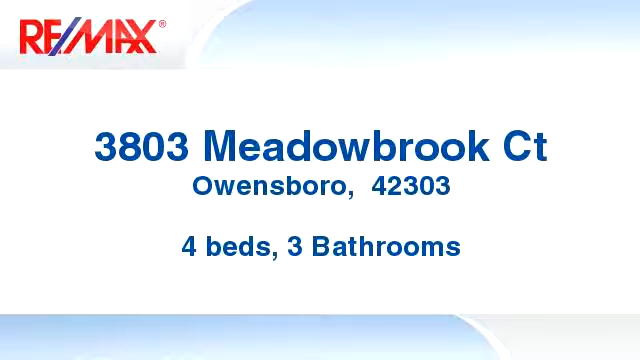 RE/MAX®
3803 Meadowbrook Ct
Owensboro,  42303
4 beds, 3 Bathrooms